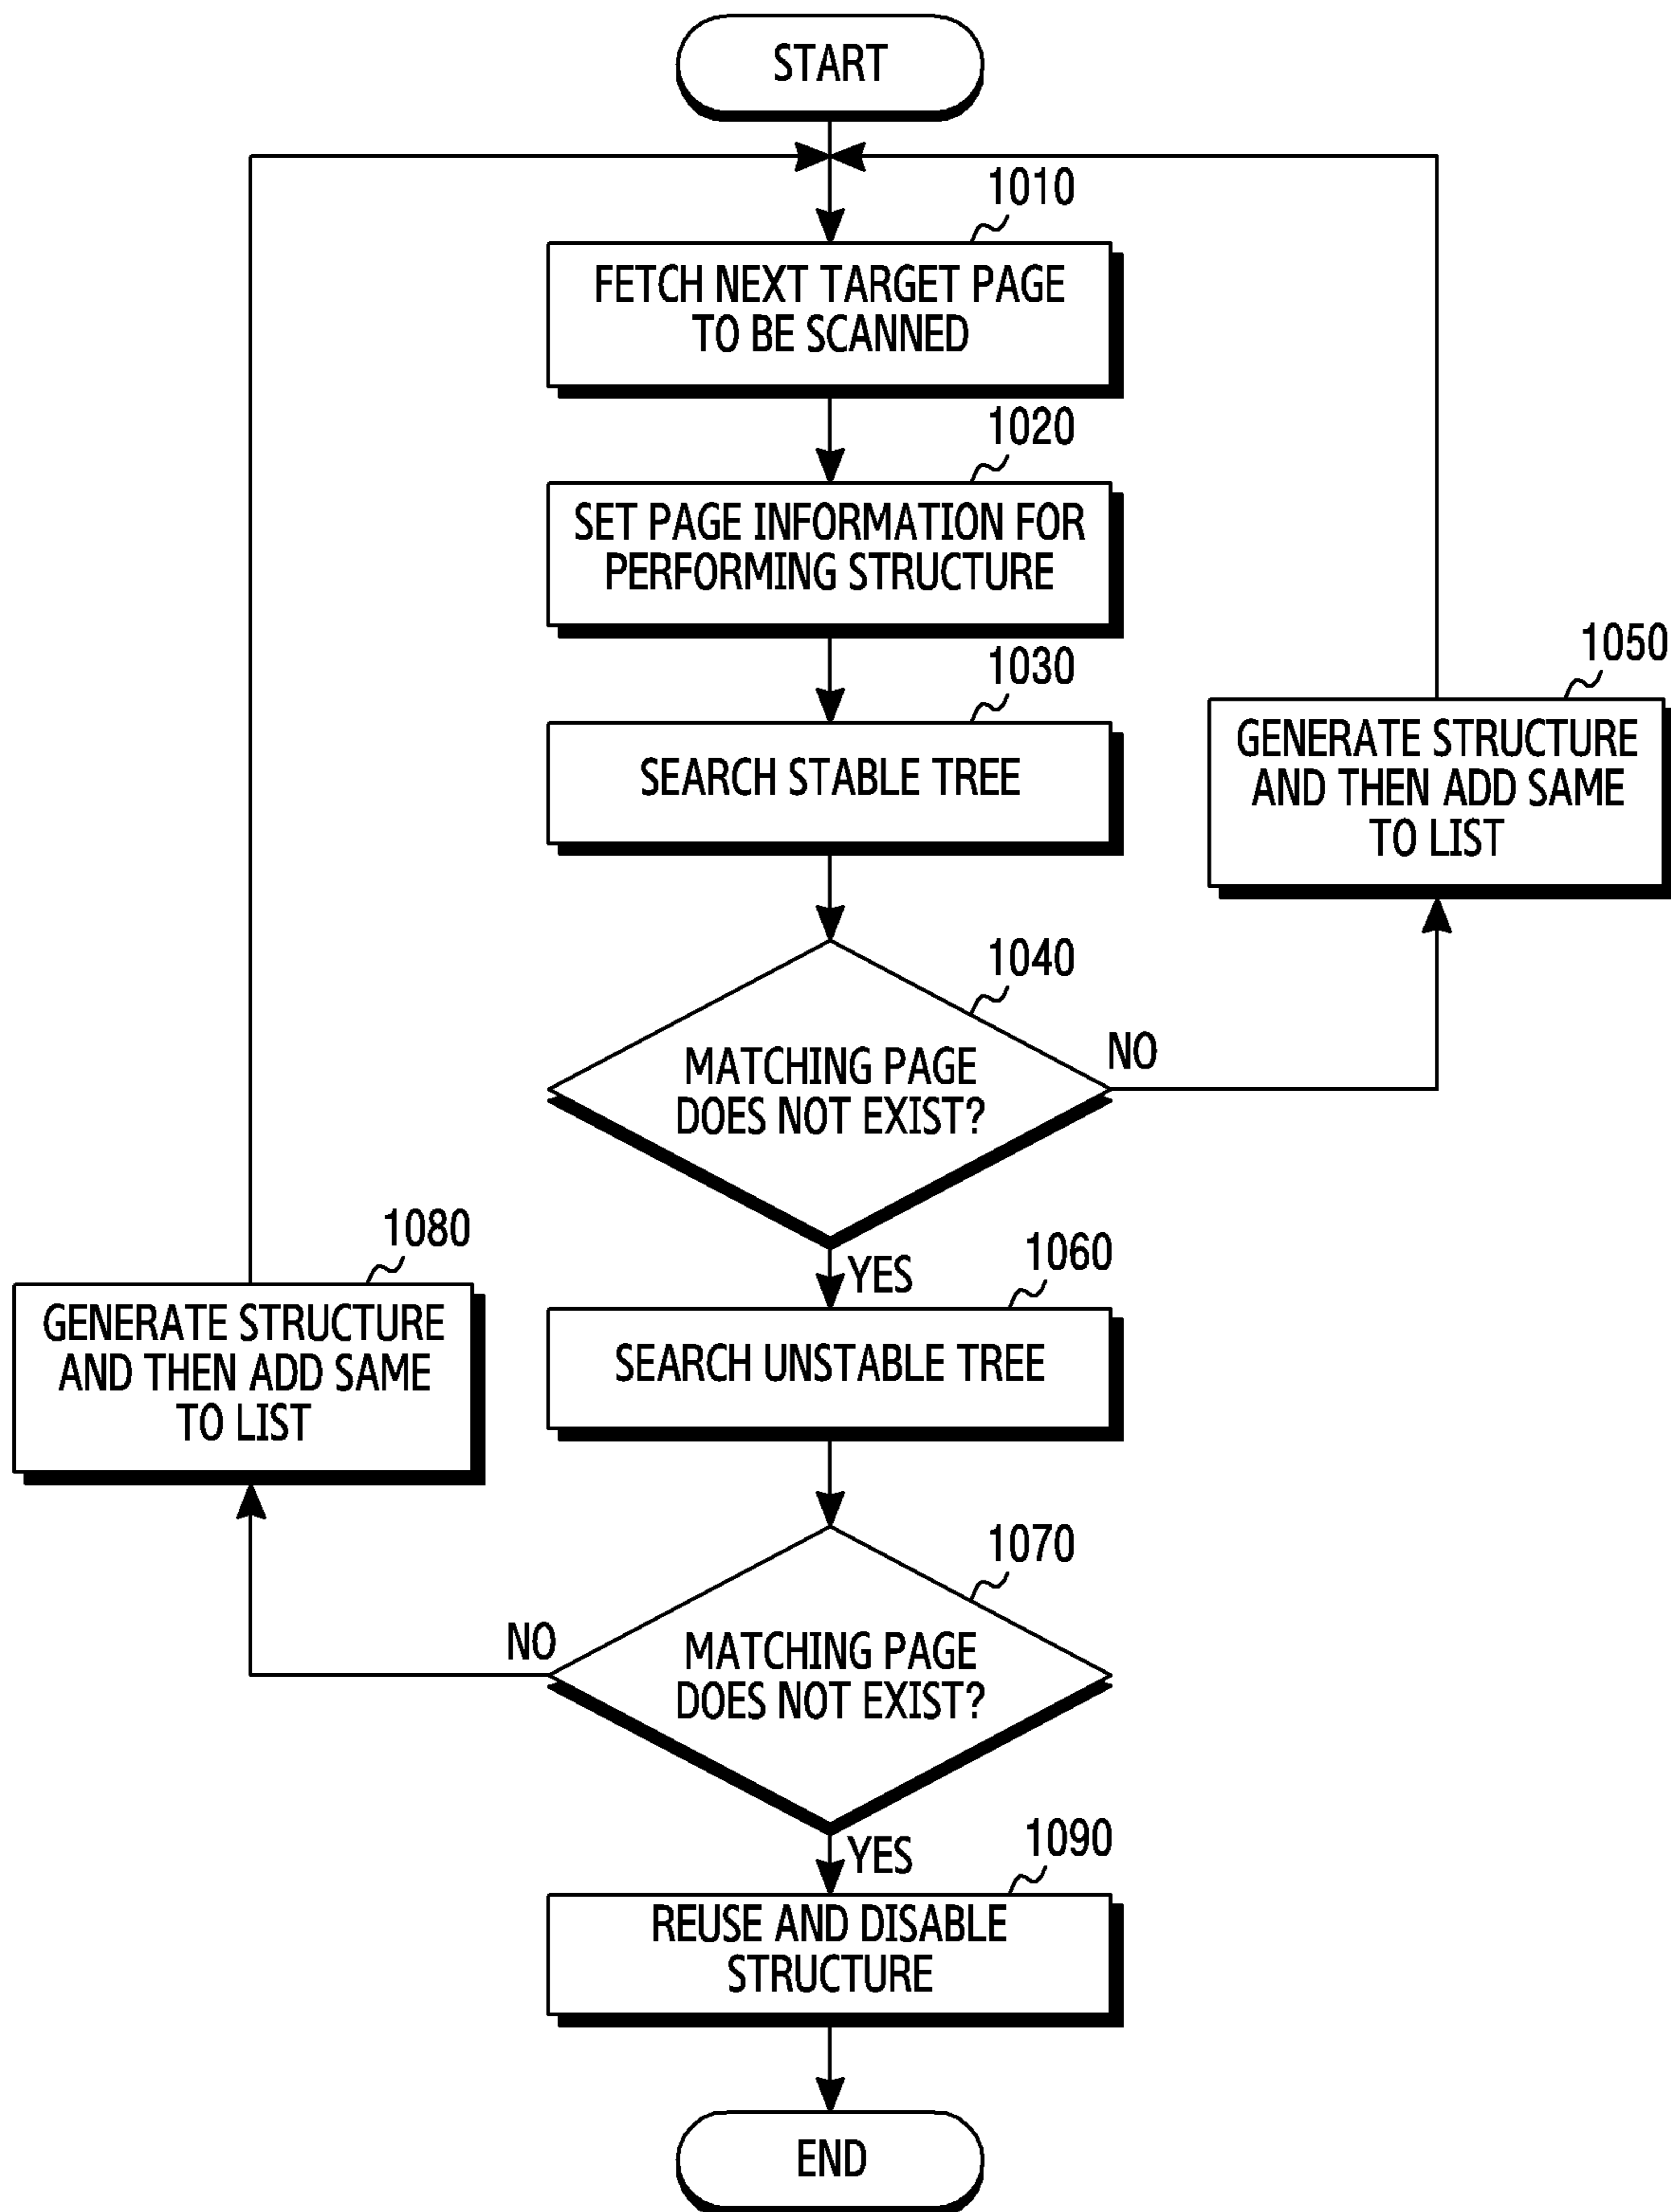 START
1010
FETCH NEXT TARGET PAGE
TO BE SCANNED
1020
SET PAGE INFORMATION FOR
PERFORMING STRUCTURE
1030
SEARCH STABLE TREE
1050
GENERATE STRUCTURE
AND THEN ADD SAME
TO LIST
1040
MATCHING PAGE
DOES NOT EXIST?
NO
YES
1060
SEARCH UNSTABLE TREE
1080
GENERATE STRUCTURE
AND THEN ADD SAME
TO LIST
1070
MATCHING PAGE
DOES NOT EXIST?
NO
YES
1090
REUSE AND DISABLE
STRUCTURE
END